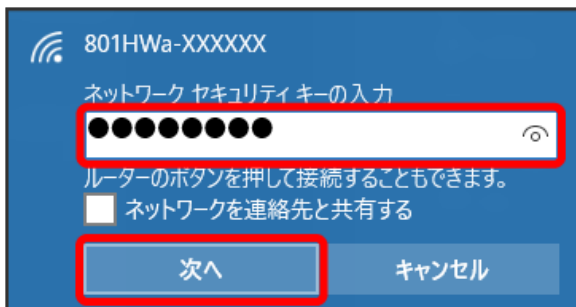 801HWa-XXXXXX
ネットワーク セキュリティ キーの入力
●●●●●●●●
ルーターのボタンを押して接続することもできます。
ネットワークを連絡先と共有する
次へ
キャンセル